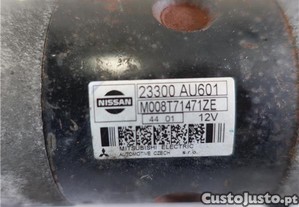 NISSAN
23300 AU601
M008T71471ZE
44 01 12V
MITSUBISHI ELECTRIC
AUTOMOTIVE CZECH s.r.o.
CustoJusto.pt